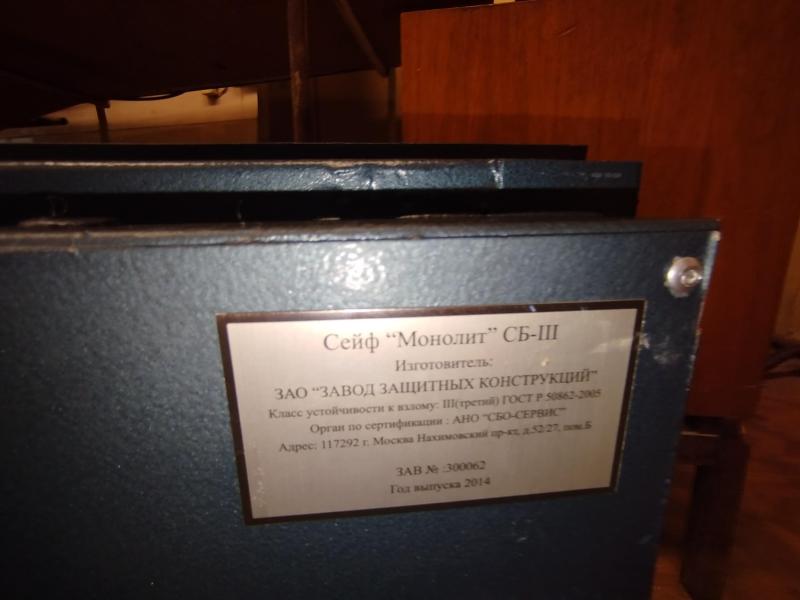 Сейф “Монолит” СБ-III
Изготовитель:
ЗАО “ЗАВОД ЗАЩИТНЫХ КОНСТРУКЦИЙ”
Класс устойчивости к взлому: III(третий) ГОСТ Р 50862-2005
Орган по сертификации : АНО “СБО-СЕРВИС”
Адрес: 117292 г. Москва Нахимовский пр-кт, д.52/27, пом.Б
ЗАВ № :300062
Год выпуска 2014